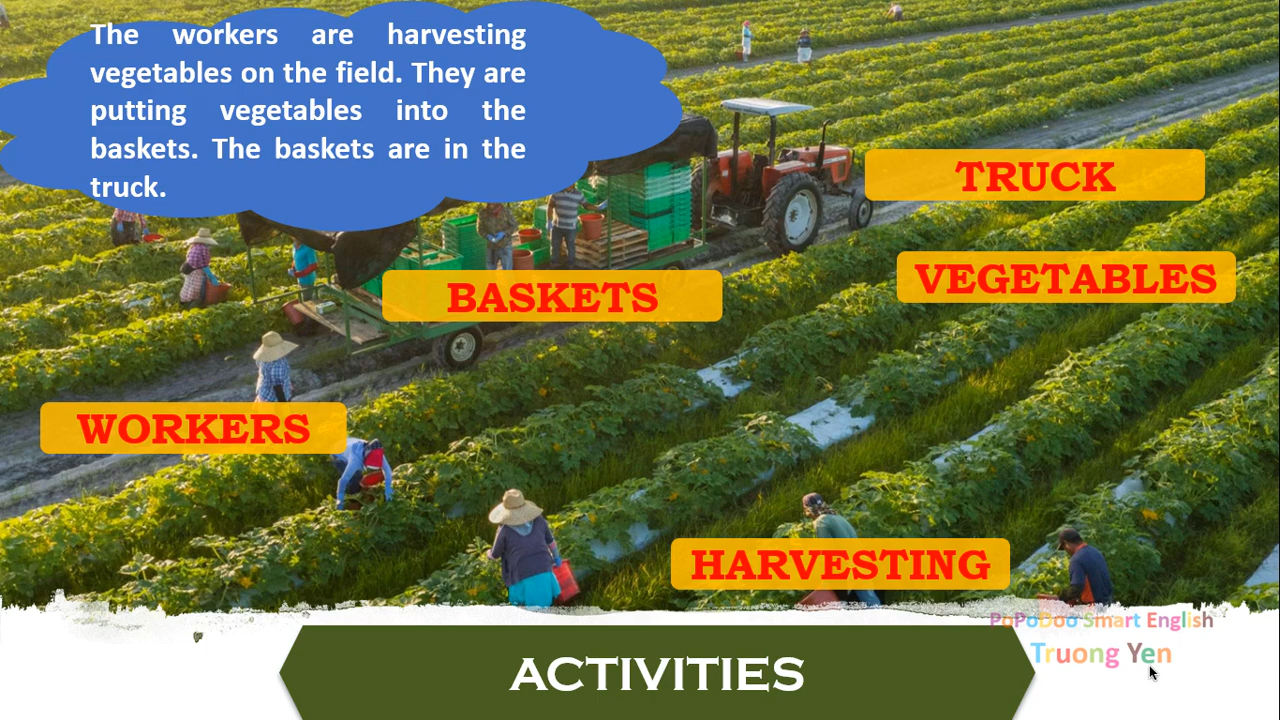 The workers are harvesting
vegetables on the field. They are
putting vegetables into the
baskets. The baskets are in the
truck.
TRUCK
VEGETABLES
BASKETS
WORKERS
HARVESTING
PoPoDoo Smart English
Truong Yen
ACTIVITIES